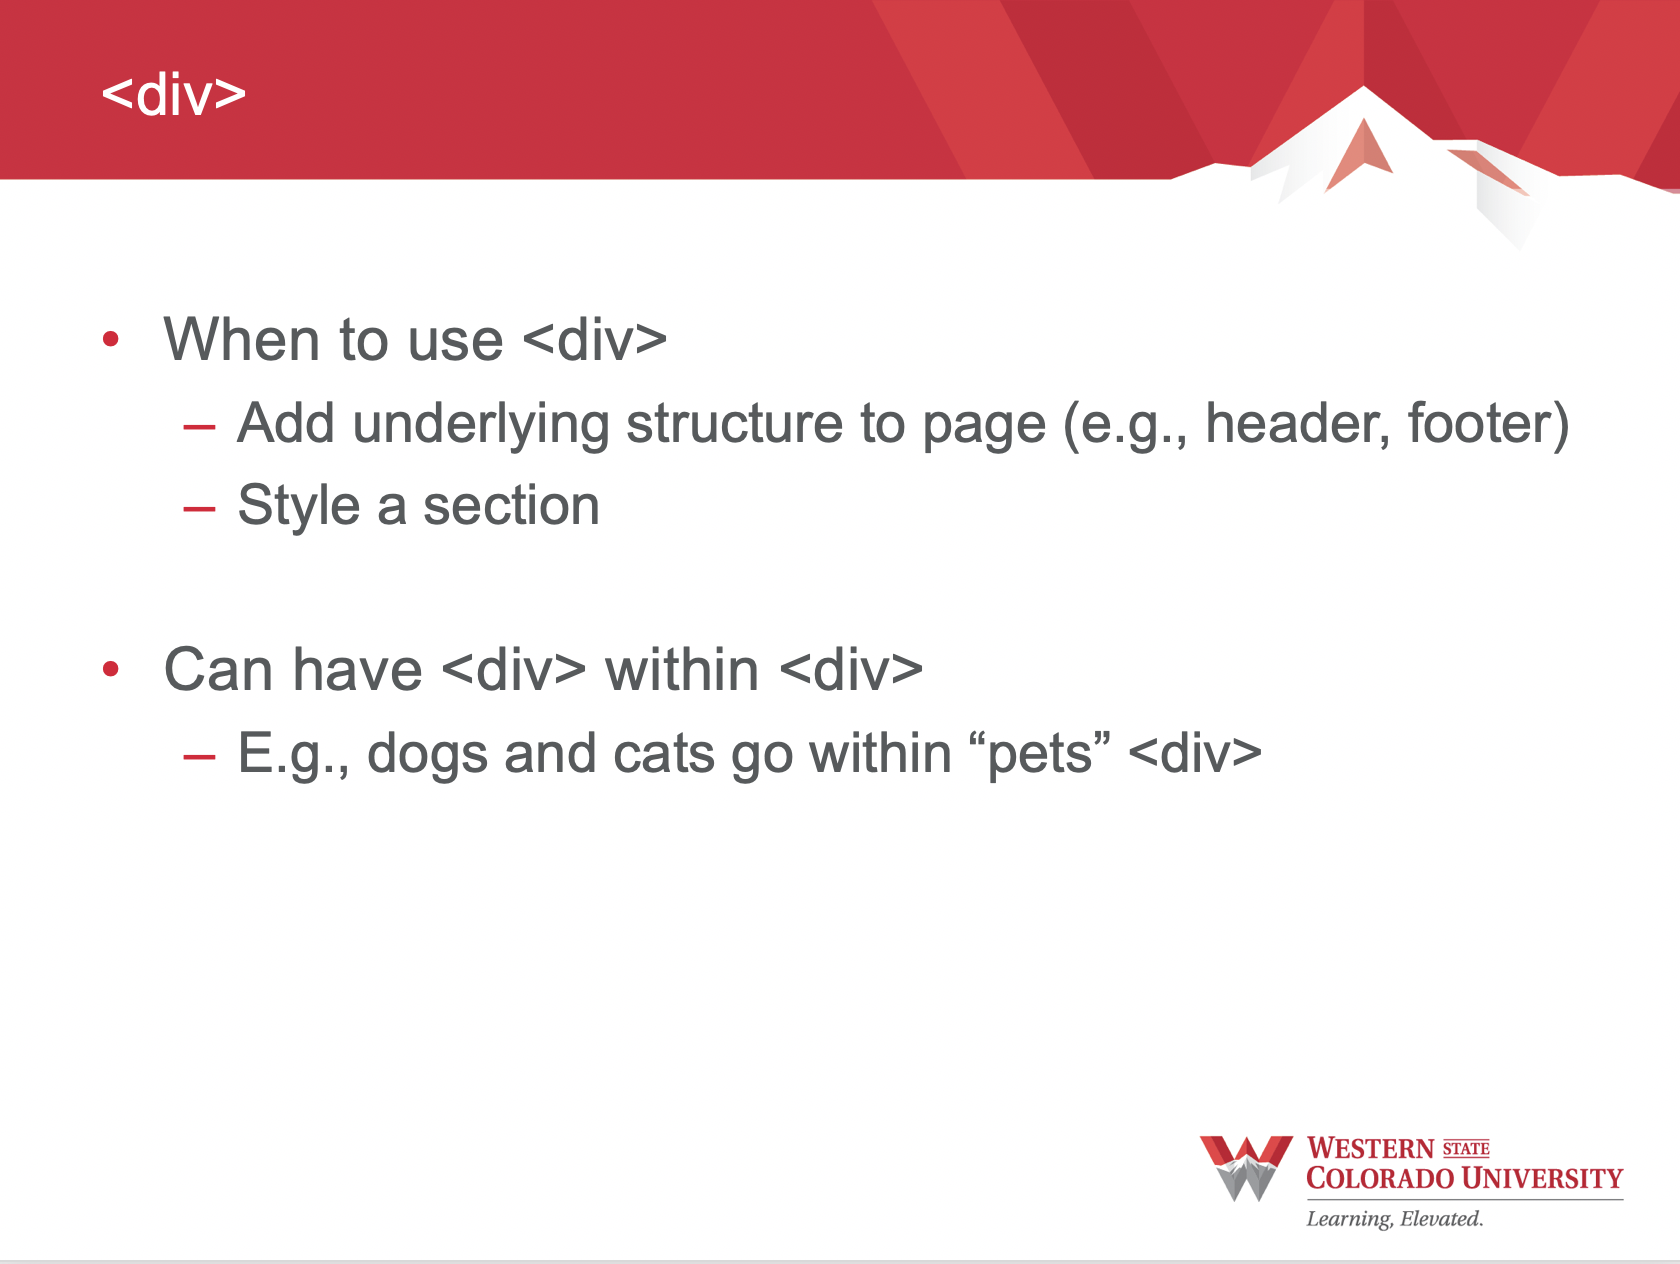 <div>
• When to use <div>
– Add underlying structure to page (e.g., header, footer)
– Style a section
• Can have <div> within <div>
– E.g., dogs and cats go within “pets” <div>
WESTERN STATE
COLORADO UNIVERSITY
Learning, Elevated.